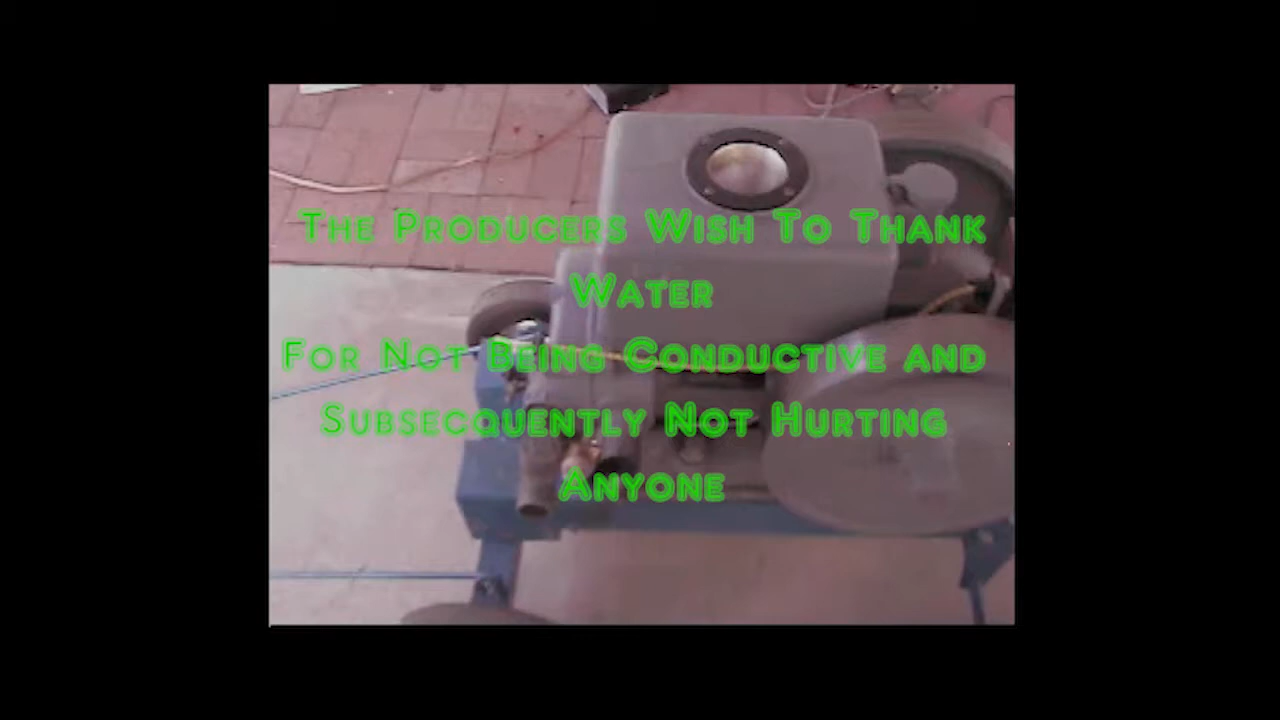 The Producers Wish To Thank
Water
For Not Being Conductive and
Subsecquently Not Hurting
Anyone